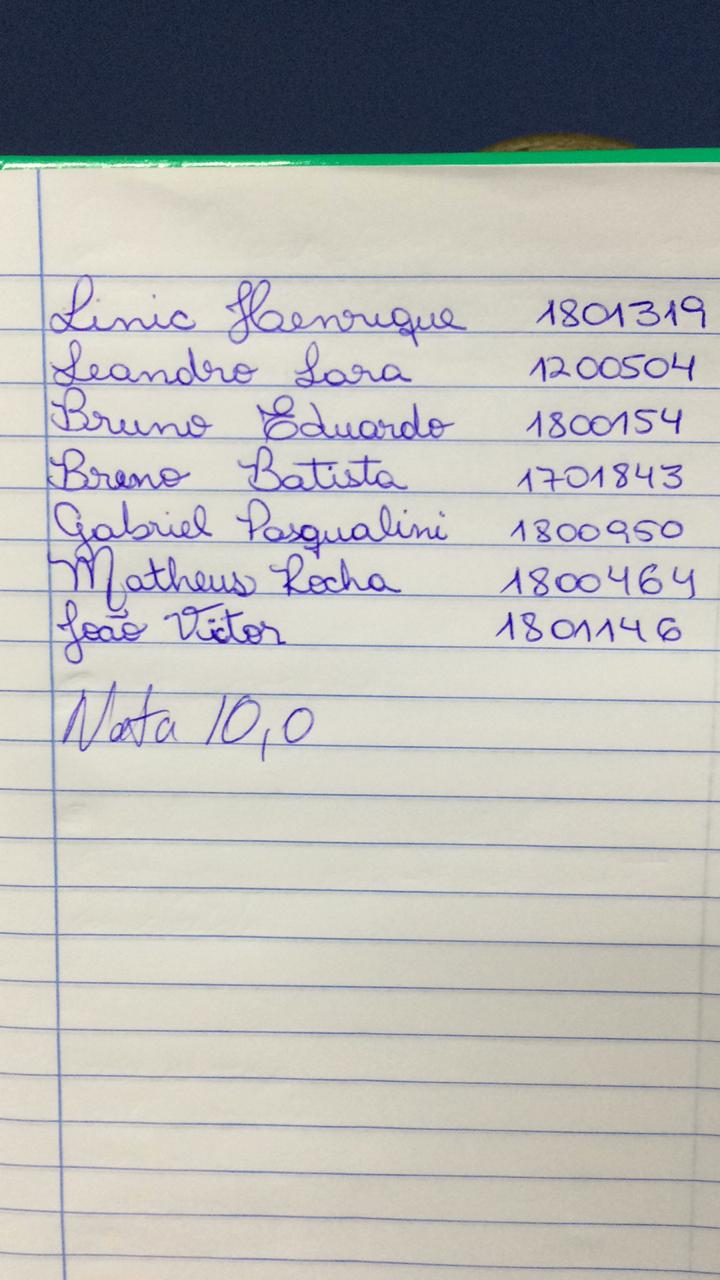 Linic Henrique 1801319
Leandro Lara 1200504
Bruno Eduardo 1800154
Breno Batista 1701843
Gabriel Pasqualini 1800950
Matheus Rocha 1800464
João Victor 1801146
Nota 10,0